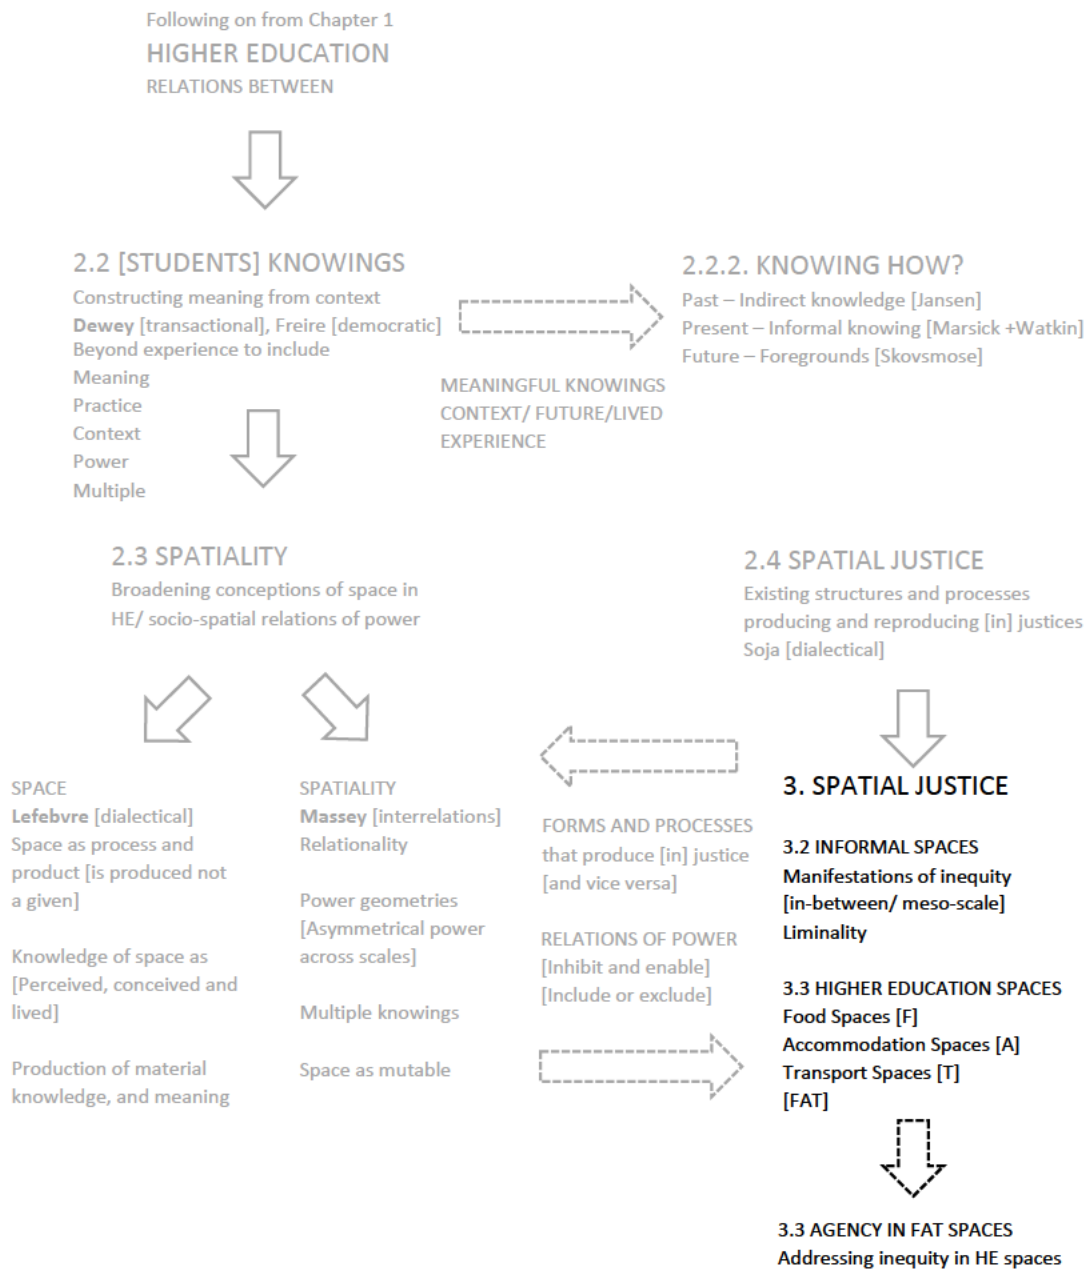 Following on from Chapter 1
HIGHER EDUCATION
RELATIONS BETWEEN
2.2 [STUDENTS] KNOWINGS
Constructing meaning from context
Dewey [transactional], Freire [democratic]
Beyond experience to include
Meaning
Practice
Context
Power
Multiple
MEANINGFUL KNOWINGS
CONTEXT/ FUTURE/LIVED
EXPERIENCE
2.2.2. KNOWING HOW?
Past – Indirect knowledge [Jansen]
Present – Informal knowing [Marsick +Watkin]
Future – Foregrounds [Skovsmose]
2.3 SPATIALITY
Broadening conceptions of space in
HE/ socio-spatial relations of power
2.4 SPATIAL JUSTICE
Existing structures and processes
producing and reproducing [in] justices
Soja [dialectical]
SPACE
Lefebvre [dialectical]
Space as process and
product [is produced not
a given]
Knowledge of space as
[Perceived, conceived and
lived]
Production of material
knowledge, and meaning
SPATIALITY
Massey [interrelations]
Relationality
Power geometries
[Asymmetrical power
across scales]
Multiple knowings
Space as mutable
FORMS AND PROCESSES
that produce [in] justice
[and vice versa]
RELATIONS OF POWER
[Inhibit and enable]
[Include or exclude]
3. SPATIAL JUSTICE
3.2 INFORMAL SPACES
Manifestations of inequity
[in-between/ meso-scale]
Liminality
3.3 HIGHER EDUCATION SPACES
Food Spaces [F]
Accommodation Spaces [A]
Transport Spaces [T]
[FAT]
3.3 AGENCY IN FAT SPACES
Addressing inequity in HE spaces